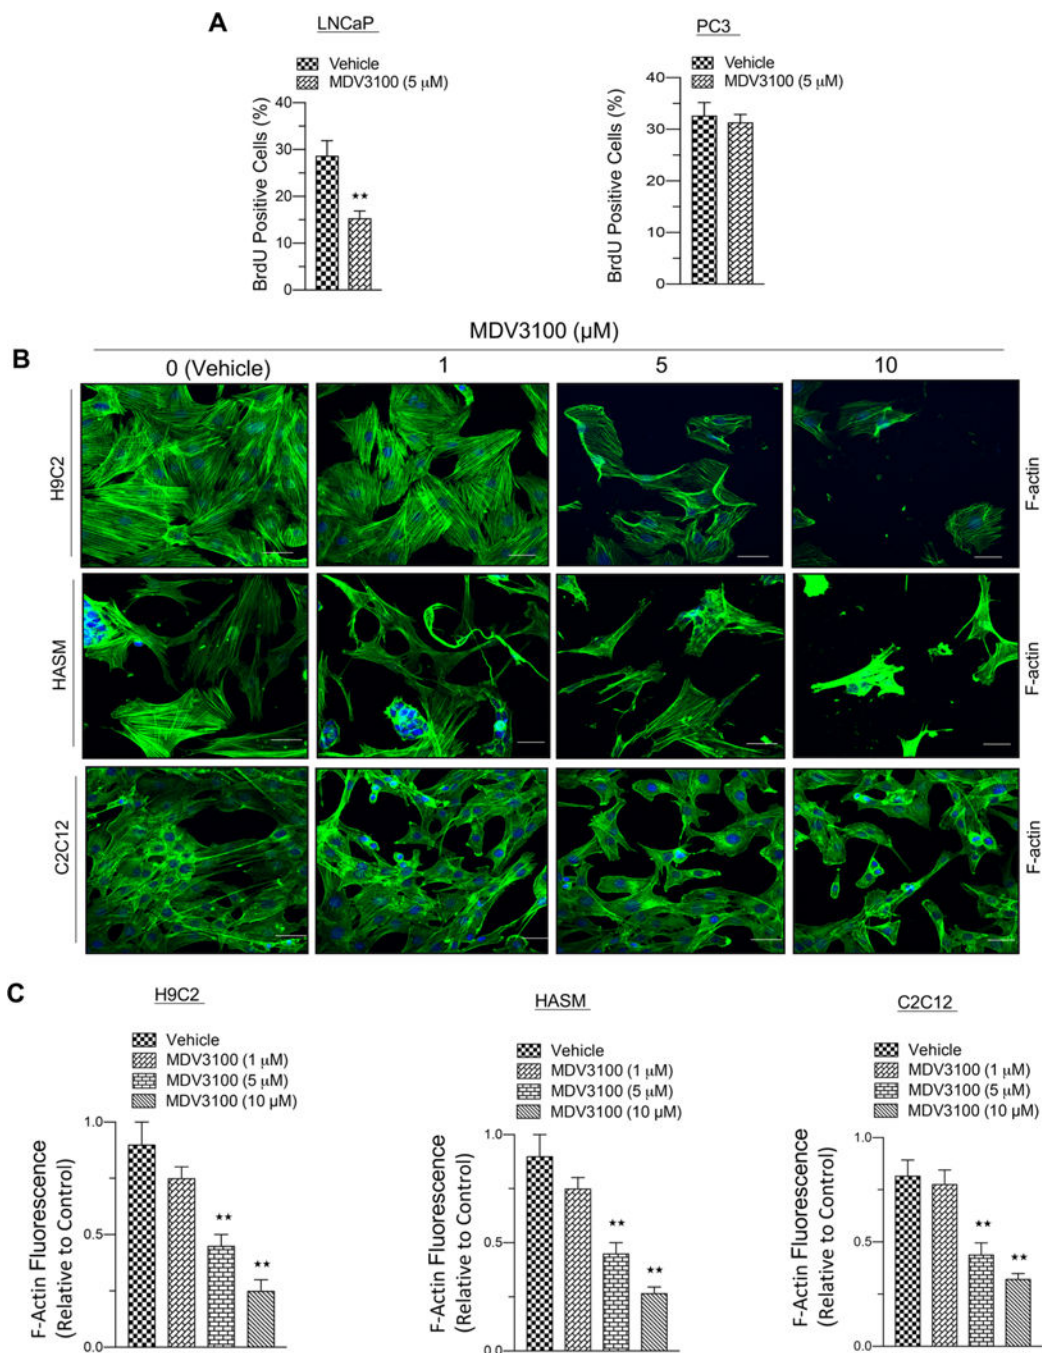 A
LNCaP
Vehicle
MDV3100 (5 μM)
BrdU Positive Cells (%)
40
30
20
10
0
★★
PC3
Vehicle
MDV3100 (5 μM)
BrdU Positive Cells (%)
40
30
20
10
0
B
MDV3100 (μM)
0 (Vehicle)
1
5
10
H9C2
F-actin
HASM
F-actin
C2C12
F-actin
C
H9C2
Vehicle
MDV3100 (1 μM)
MDV3100 (5 μM)
MDV3100 (10 μM)
F-Actin Fluorescence
(Relative to Control)
1.0
0.5
0.0
★★
★★
HASM
Vehicle
MDV3100 (1 μM)
MDV3100 (5 μM)
MDV3100 (10 μM)
F-Actin Fluorescence
(Relative to Control)
1.0
0.5
0.0
★★
★★
C2C12
Vehicle
MDV3100 (1 μM)
MDV3100 (5 μM)
MDV3100 (10 μM)
F-Actin Fluorescence
(Relative to Control)
1.0
0.5
0.0
★★
★★